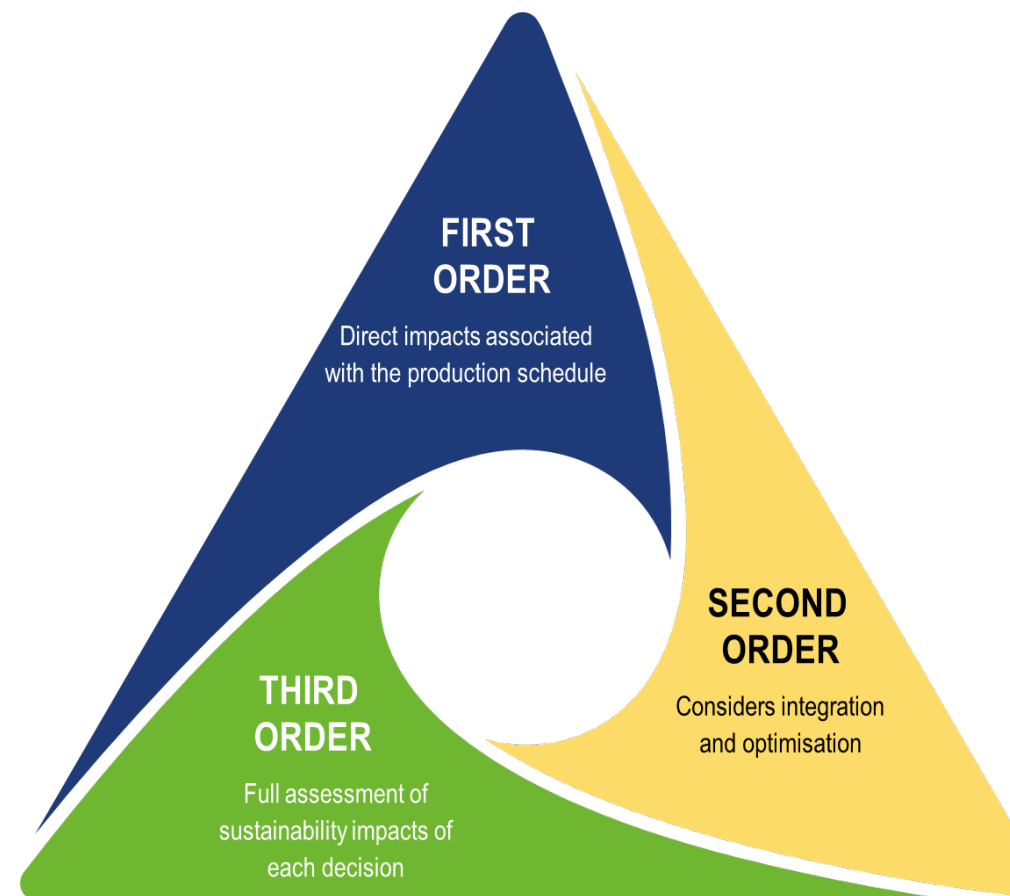 FIRST
ORDER
Direct impacts associated
with the production schedule
SECOND
ORDER
Considers integration
and optimisation
THIRD
ORDER
Full assessment of
sustainability impacts of
each decision